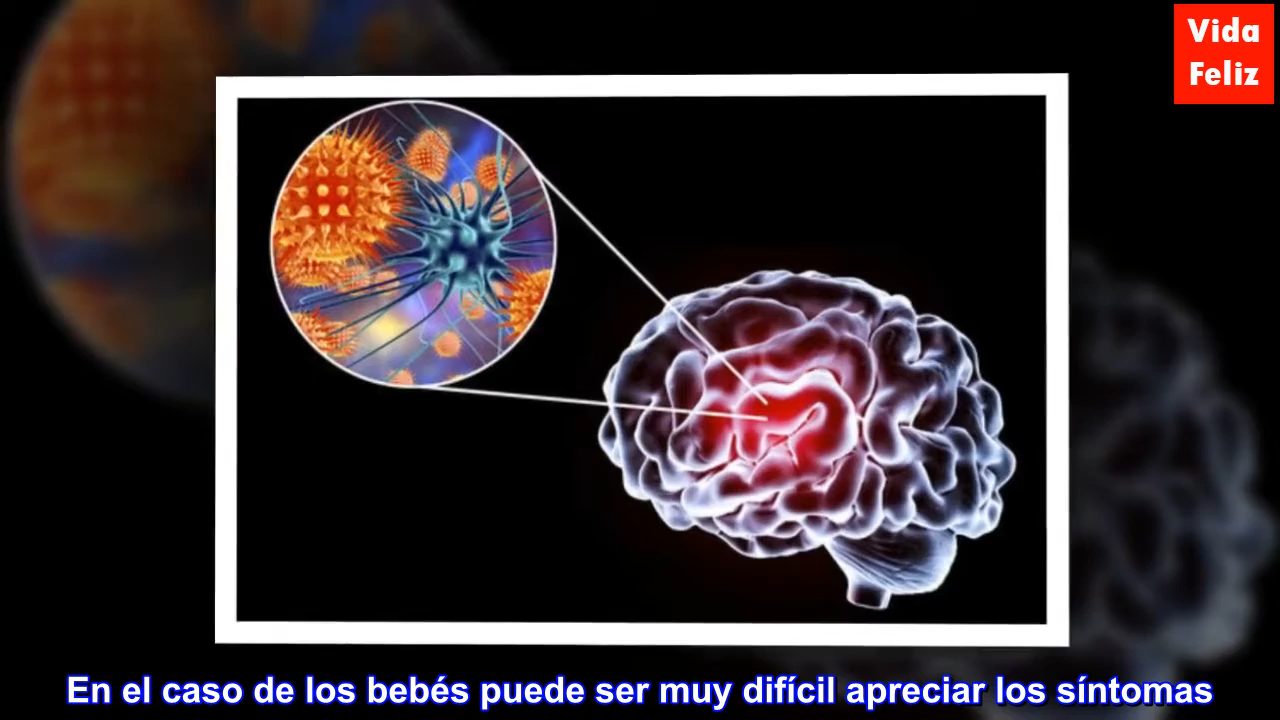 Vida
Feliz
En el caso de los bebés puede ser muy difícil apreciar los síntomas